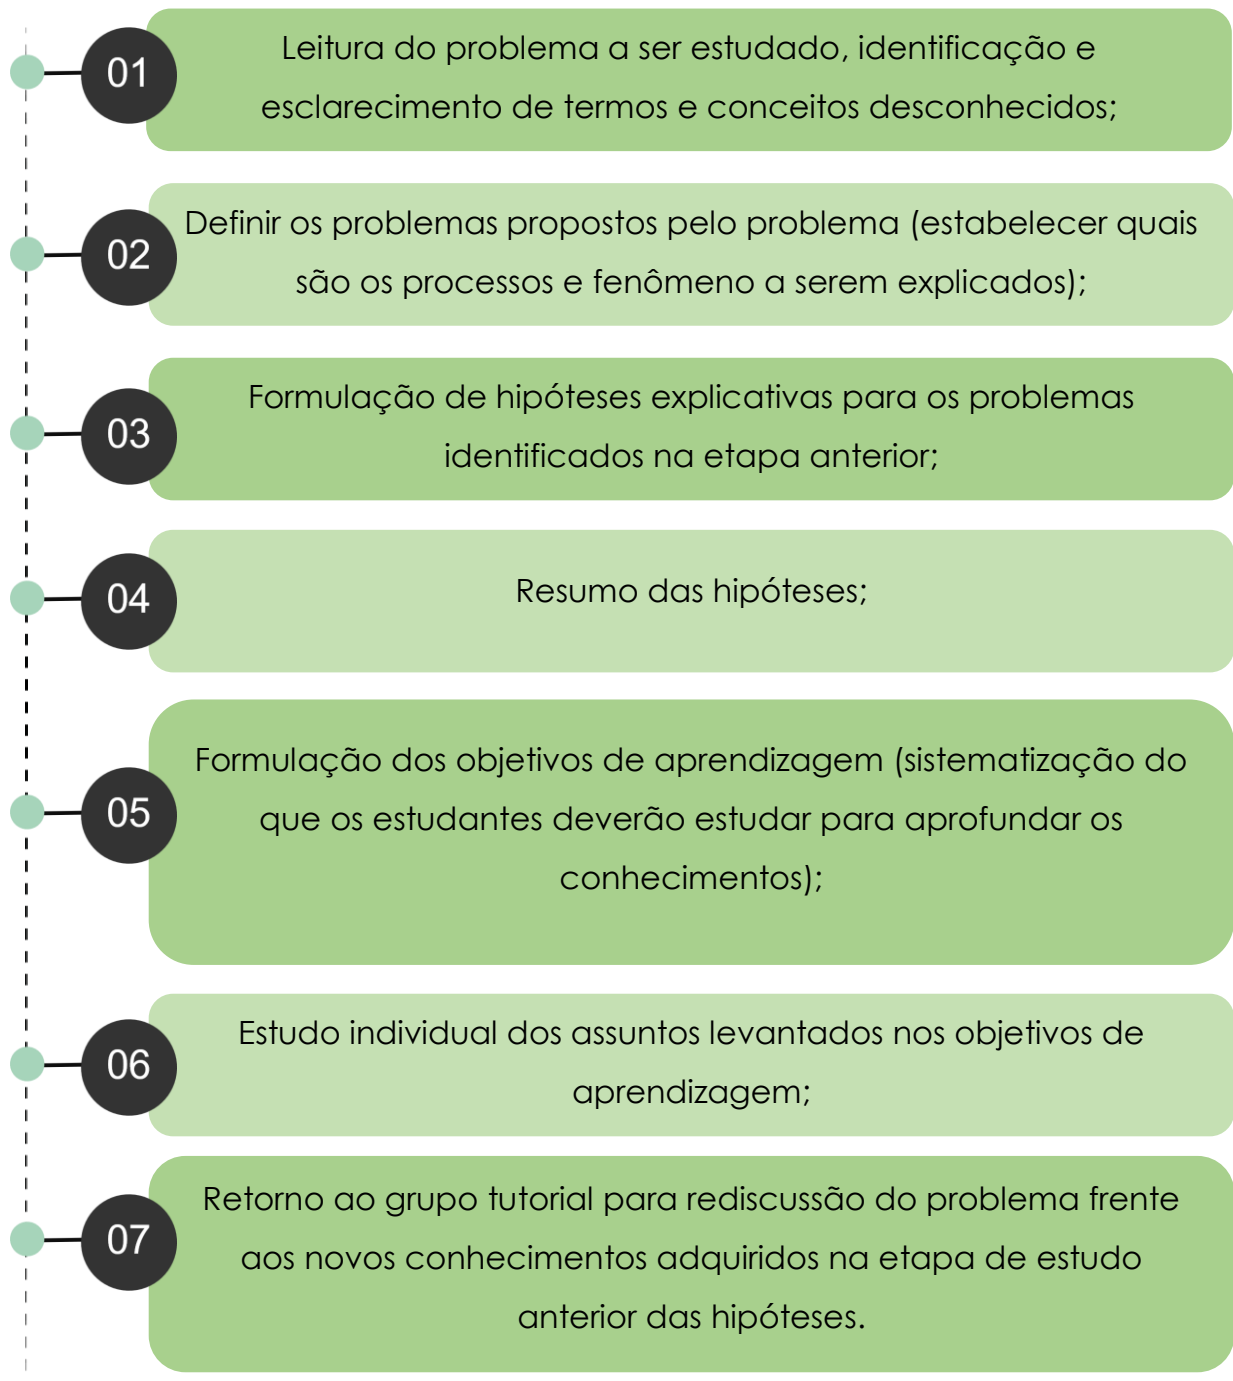 01
Leitura do problema a ser estudado, identificação e
esclarecimento de termos e conceitos desconhecidos;
02
Definir os problemas propostos pelo problema (estabelecer quais
são os processos e fenômeno a serem explicados);
03
Formulação de hipóteses explicativas para os problemas
identificados na etapa anterior;
04
Resumo das hipóteses;
05
Formulação dos objetivos de aprendizagem (sistematização do
que os estudantes deverão estudar para aprofundar os
conhecimentos);
06
Estudo individual dos assuntos levantados nos objetivos de
aprendizagem;
07
Retorno ao grupo tutorial para rediscussão do problema frente
aos novos conhecimentos adquiridos na etapa de estudo
anterior das hipóteses.